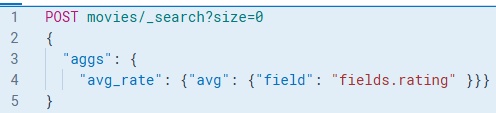 1 POST movies/_search?size=0
2 {
3   "aggs": {
4     "avg_rate": {"avg": {"field": "fields.rating" }}}
5 }